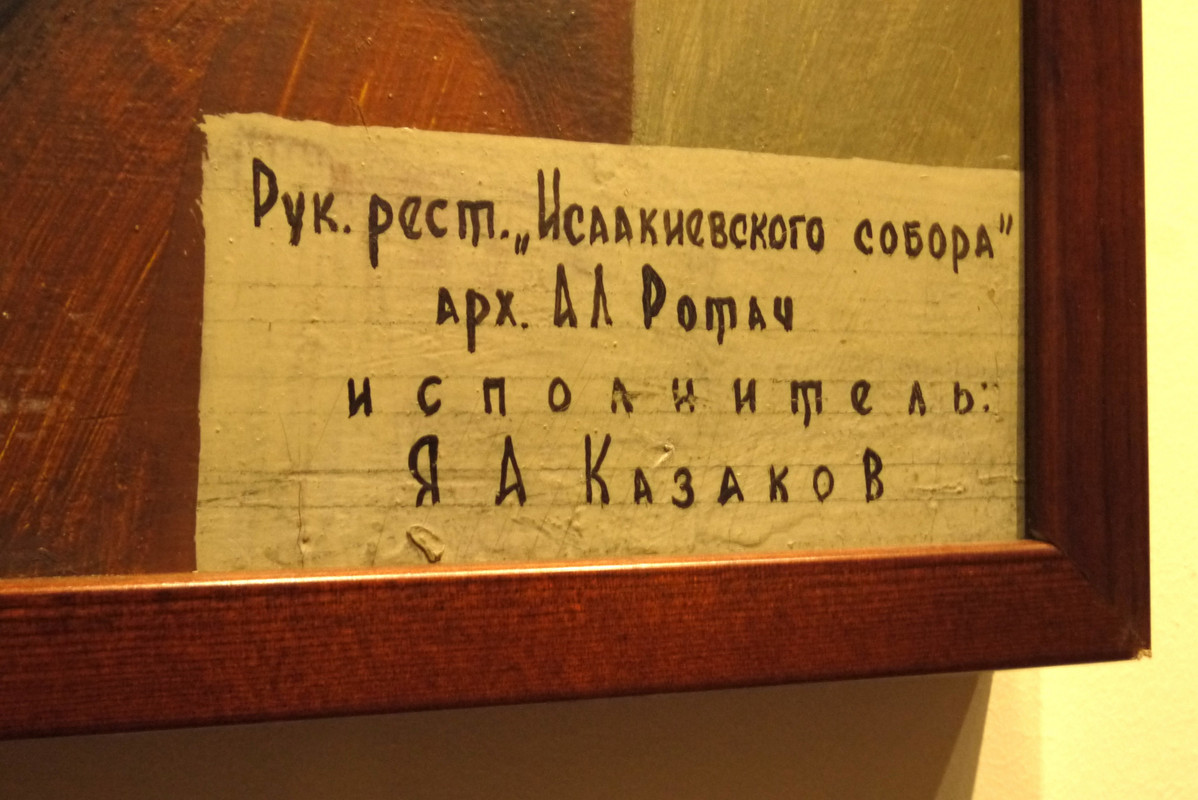 Рук. рест. „Исаакиевского собора"
арх. А Л Ротач
исполнитель:
Я А Казаков